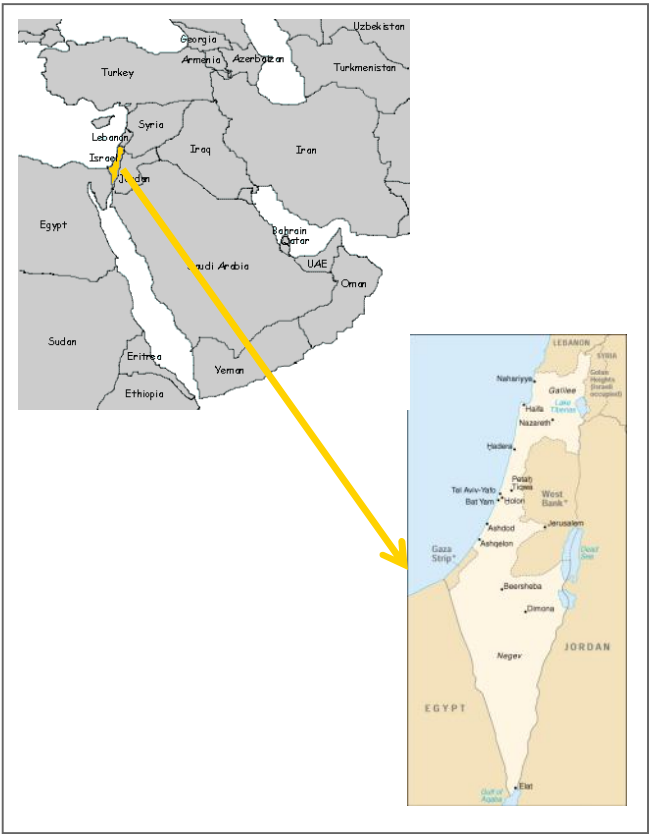 Uzbekistan
Georgia
Armenia
Azerbaizan
Turkey
Turkmenistan
Syria
Lebanon
Iraq
Iran
Israel
Jordan
Egypt
Bahrain
Qatar
Saudi Arabia
UAE
Oman
Sudan
Eritrea
Yeman
Ethiopia
LEBANON
SYRIA
Golan
Heights
(Israeli
occupied)
Nahariyya
Galilee
Haifa
Lake
Tiberias
Nazareth
Hadera
Petah
Tiqwa
Tel Aviv-Yafo
Bat Yam
Holon
West
Bank*
Ashdod
Jerusalem
Ashqelon
Gaza
Strip*
Dead
Sea
Beersheba
Dimona
JORDAN
Negev
EGYPT
Elat
Gulf of
Aqaba